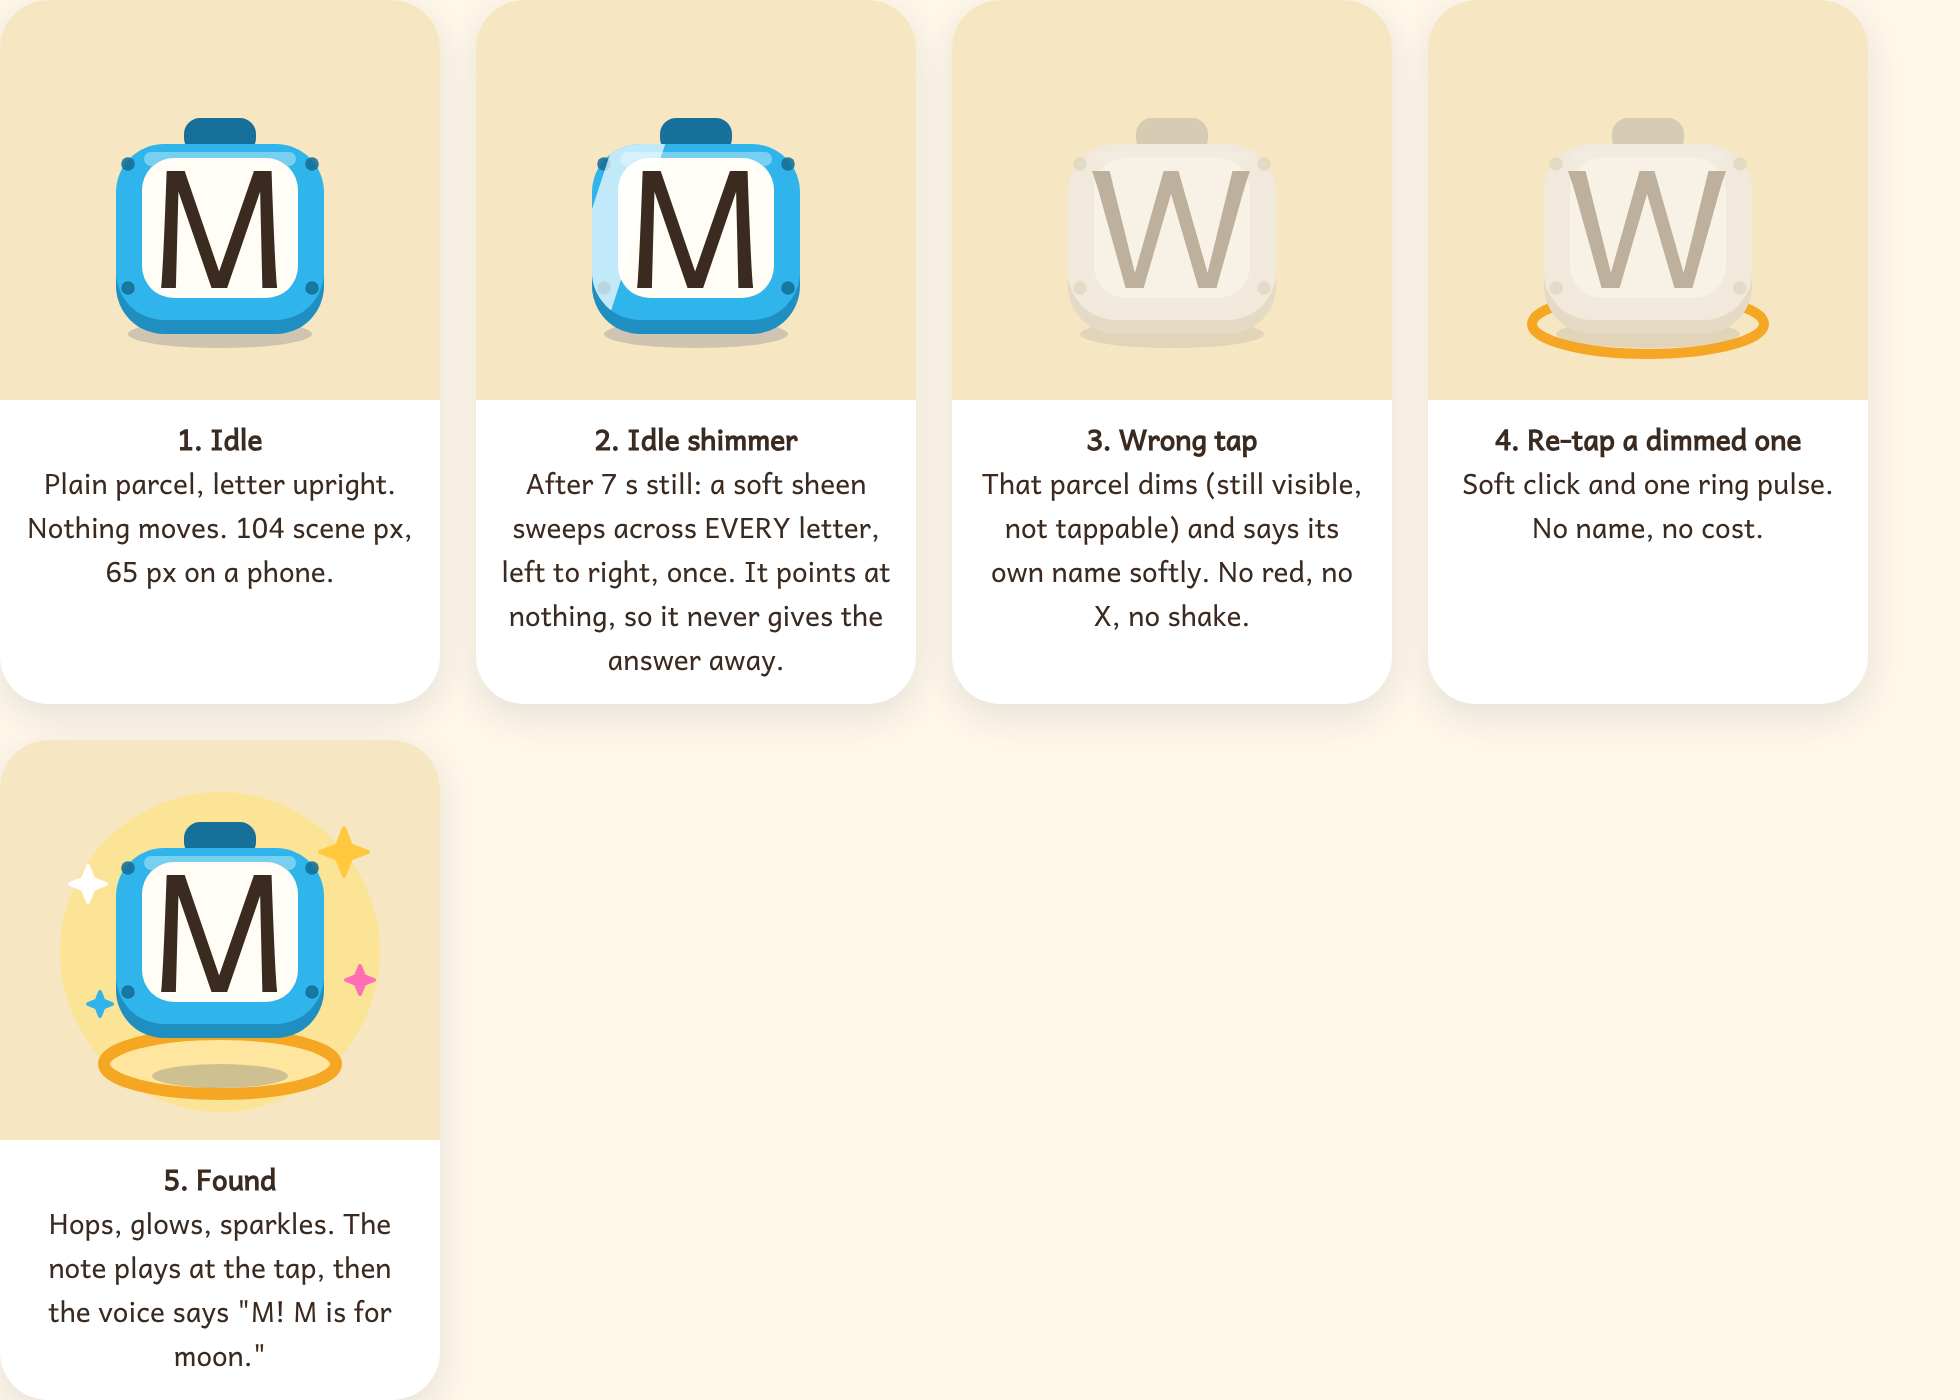 M
M
W
W
1. Idle
Plain parcel, letter upright.
Nothing moves. 104 scene px,
65 px on a phone.
2. Idle shimmer
After 7 s still: a soft sheen
sweeps across EVERY letter,
left to right, once. It points at
nothing, so it never gives the
answer away.
3. Wrong tap
That parcel dims (still visible,
not tappable) and says its
own name softly. No red, no
X, no shake.
4. Re-tap a dimmed one
Soft click and one ring pulse.
No name, no cost.
M
5. Found
Hops, glows, sparkles. The
note plays at the tap, then
the voice says "M! M is for
moon."